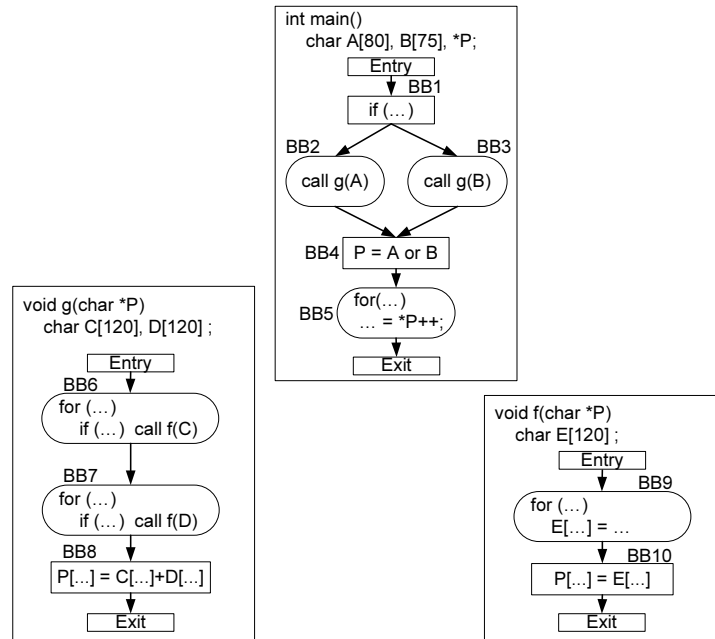 int main()
char A[80], B[75], *P;
Entry
BB1
if (...)
BB2
BB3
call g(A)
call g(B)
BB4
P = A or B
BB5
for(...)
... = *P++;
Exit
void g(char *P)
char C[120], D[120] ;
Entry
BB6
for (...)
if (...) call f(C)
BB7
for (...)
if (...) call f(D)
BB8
P[...] = C[...]+D[...]
Exit
void f(char *P)
char E[120] ;
Entry
BB9
for (...)
E[...] = ...
BB10
P[...] = E[...]
Exit